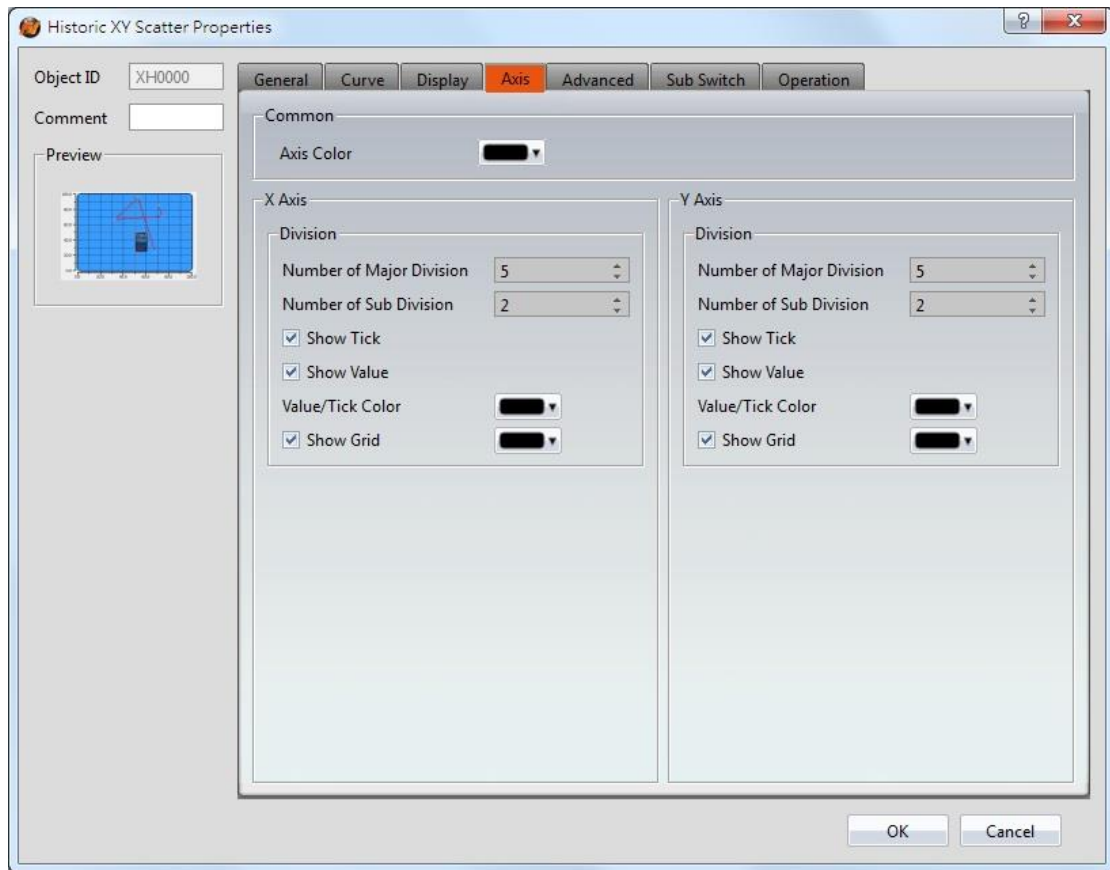 Historic XY Scatter Properties
Object ID XH0000
Comment
Preview
General Curve Display Axis Advanced Sub Switch Operation
Common
Axis Color
X Axis
Division
Number of Major Division 5
Number of Sub Division 2
Show Tick
Show Value
Value/Tick Color
Show Grid
Y Axis
Division
Number of Major Division 5
Number of Sub Division 2
Show Tick
Show Value
Value/Tick Color
Show Grid
OK Cancel